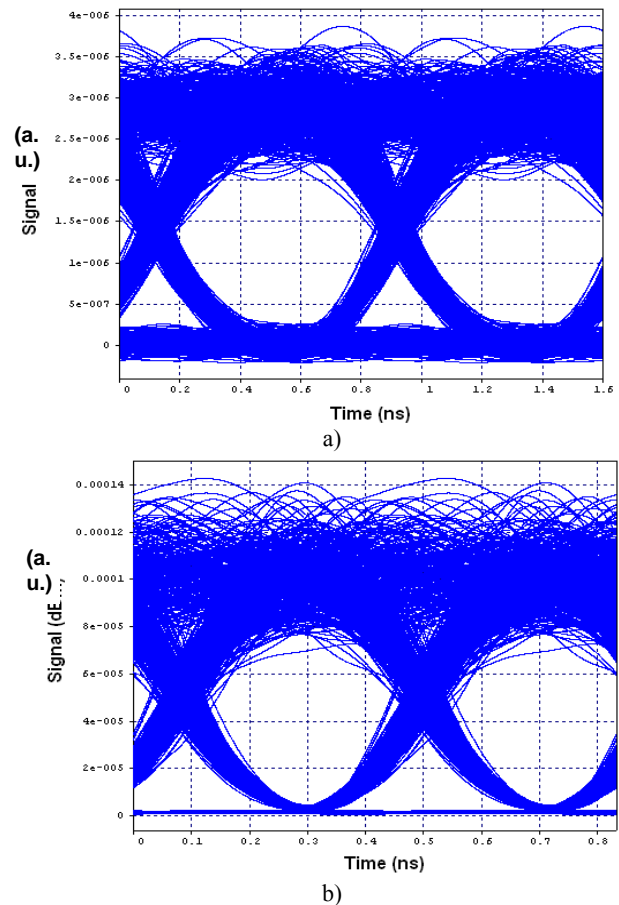 4e-006
3.5e-006
3e-006
2.5e-006
2e-006
1.5e-006
1e-006
5e-007
0
(a.
u.)
Signal
0 0.2 0.4 0.6 0.8 1 1.2 1.4 1.6
Time (ns)
a)
0.00014
0.00012
0.0001
8e-005
6e-005
4e-005
2e-005
0
(a.
u.)
Signal
0 0.1 0.2 0.3 0.4 0.5 0.6 0.7 0.8
Time (ns)
b)